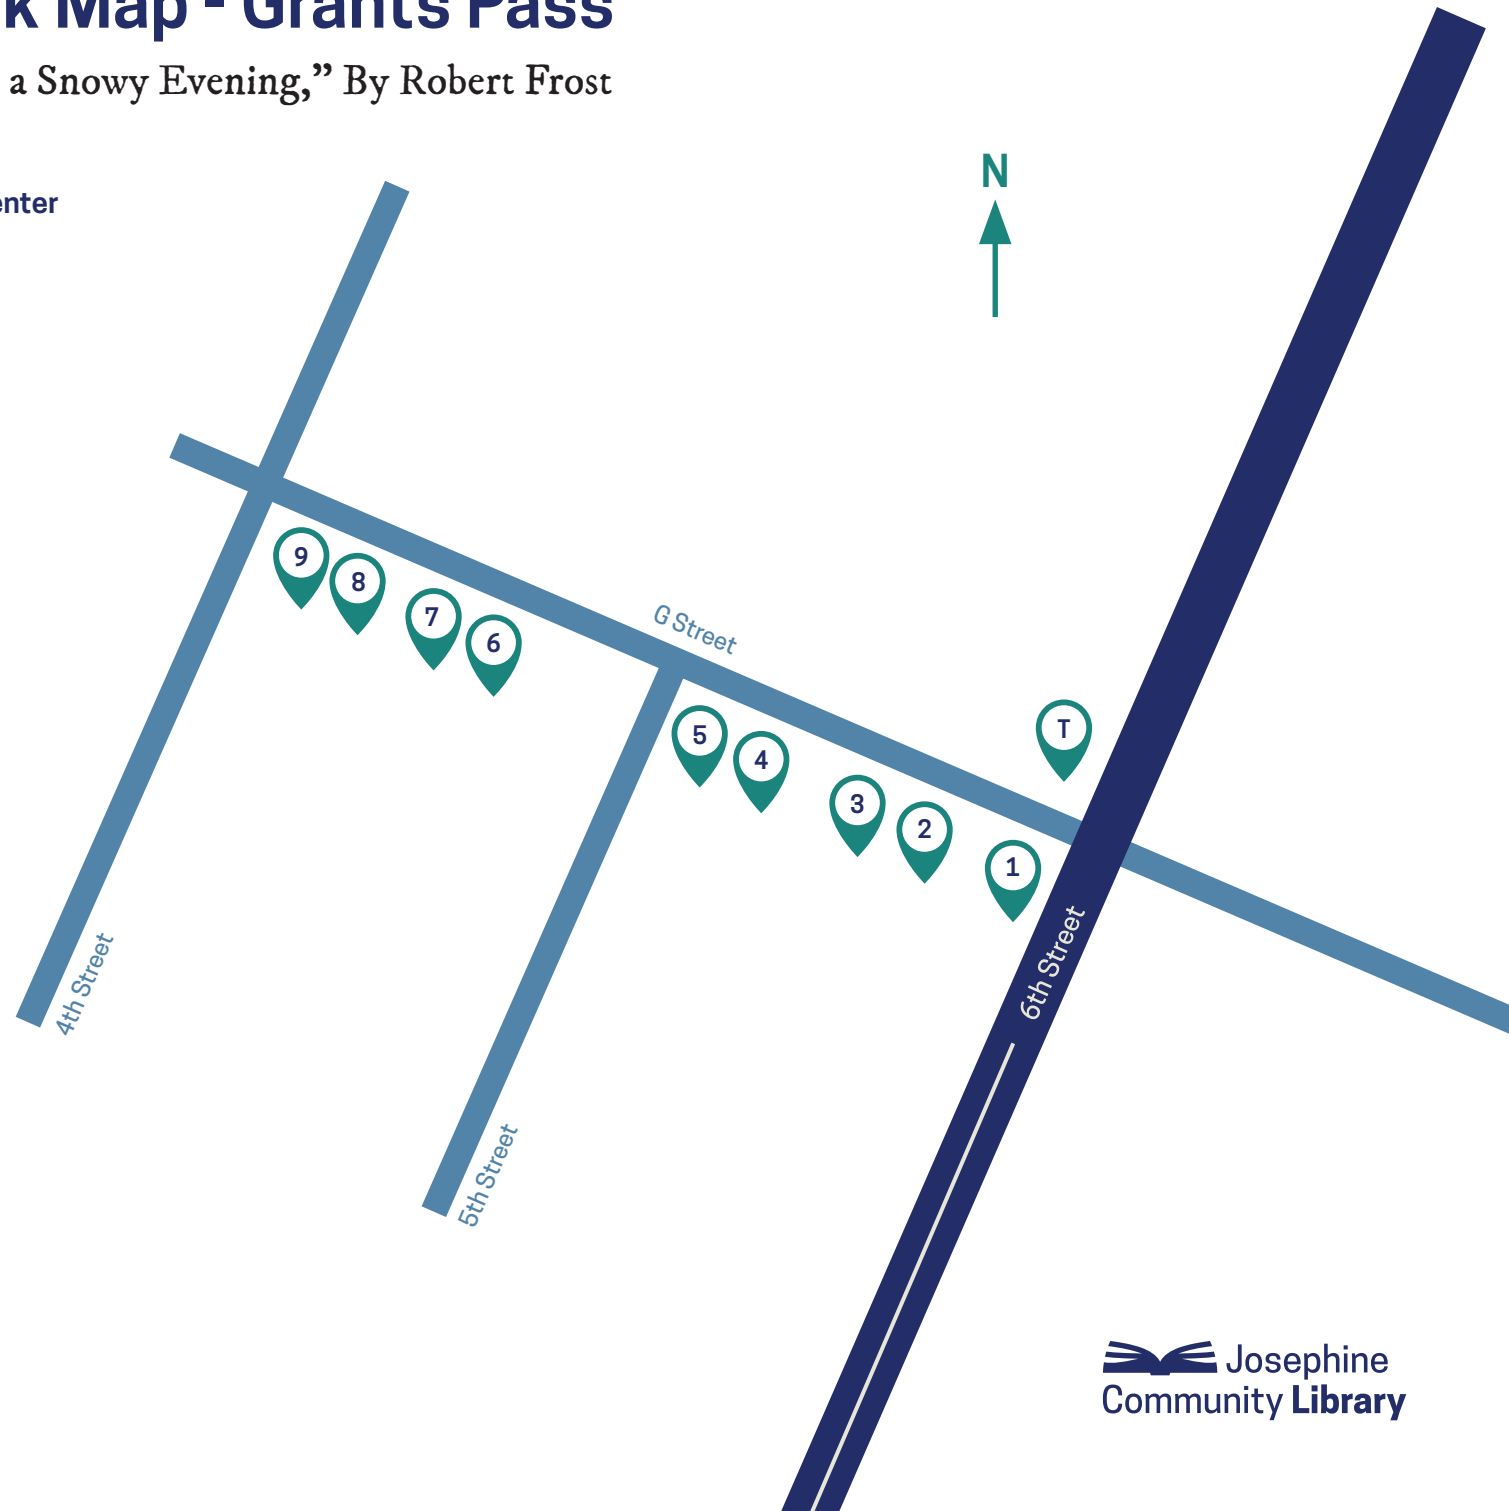 k Map - Grants Pass
a Snowy Evening,” By Robert Frost
enter
N
9
8
7
6
G Street
5
4
3
2
1
T
4th Street
5th Street
6th Street
Josephine
Community Library